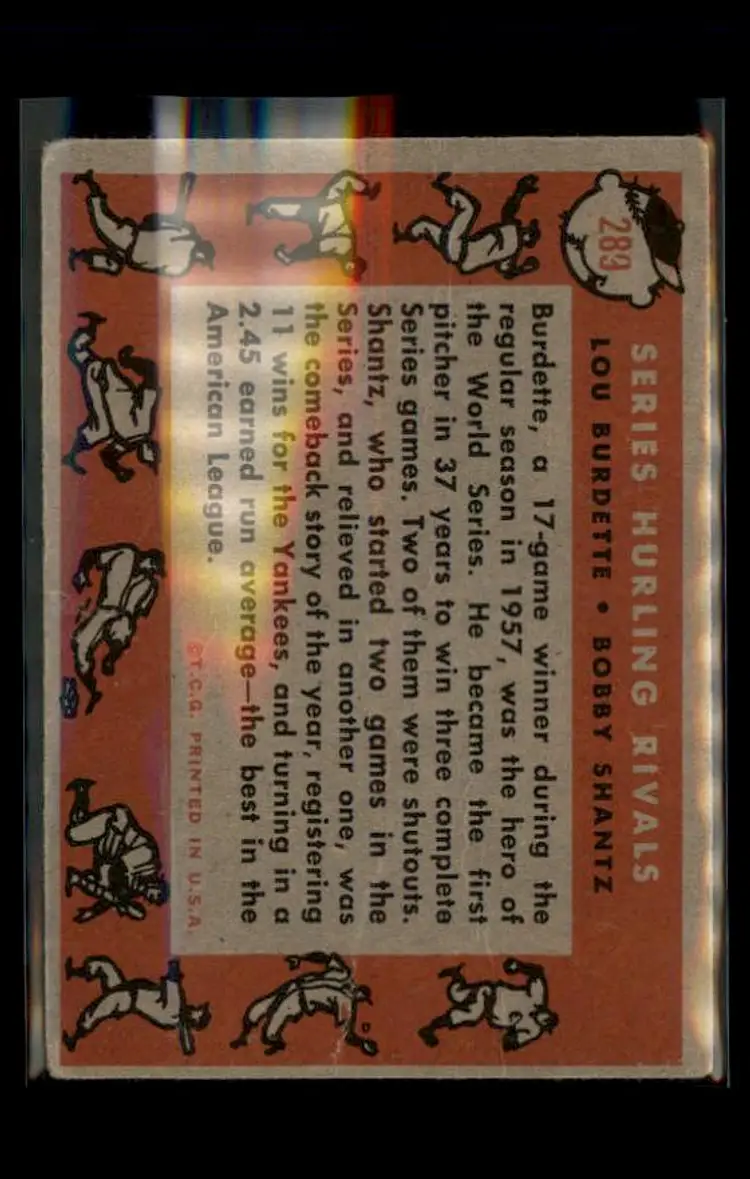 289
SERIES HURLING RIVALS
LOU BURDETTE • BOBBY SHANTZ
Burdette, a 17-game winner during the
regular season in 1957, was the hero of
the World Series. He became the first
pitcher in 37 years to win three complete
Series games. Two of them were shutouts.
Shantz, who started two games in the
Series, and relieved in another one, was
the comeback story of the year, registering
11 wins for the Yankees, and turning in a
2.45 earned run average—the best in the
American League.
©T.C.G. PRINTED IN U.S.A.